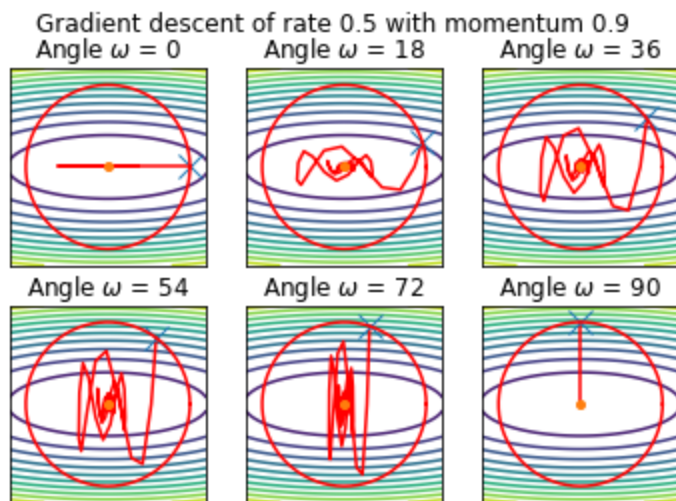 Gradient descent of rate 0.5 with momentum 0.9
Angle ω = 0
Angle ω = 18
Angle ω = 36
Angle ω = 54
Angle ω = 72
Angle ω = 90